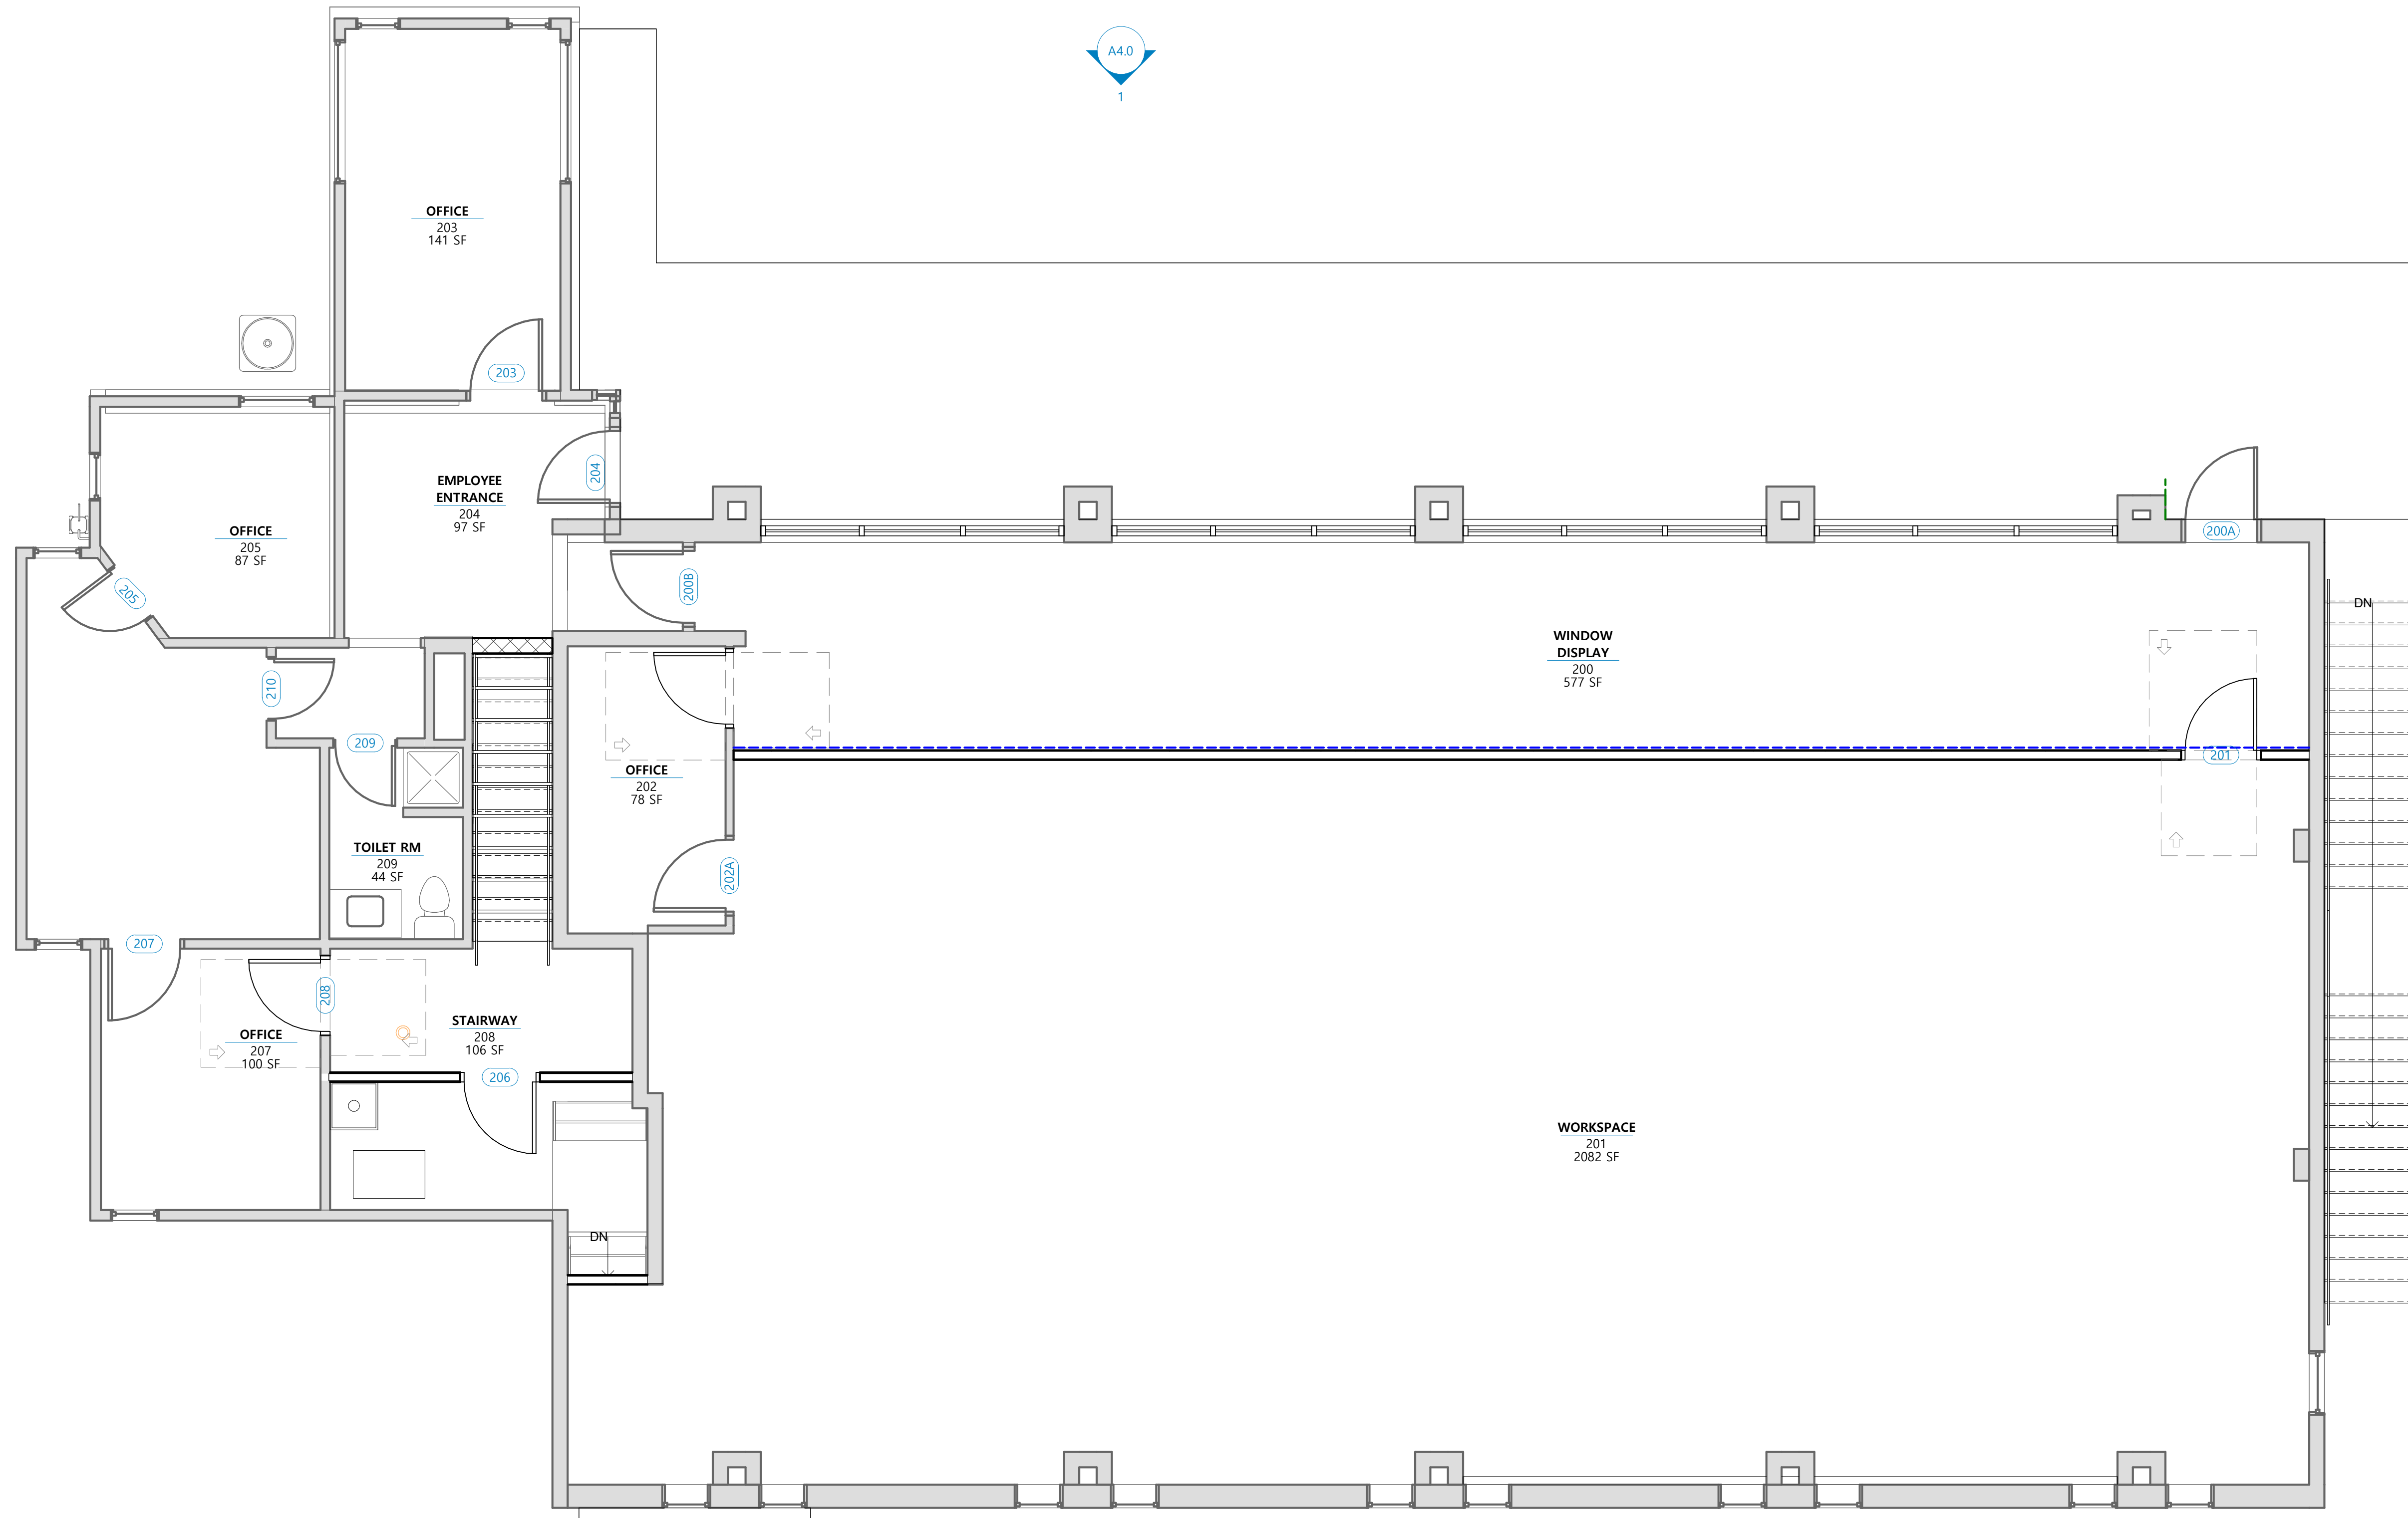 A4.0
1
OFFICE
203
141 SF
203
EMPLOYEE
ENTRANCE
204
97 SF
204
OFFICE
205
87 SF
205
200B
200A
WINDOW
DISPLAY
200
577 SF
DN
210
209
201
OFFICE
202
78 SF
TOILET RM
209
44 SF
202A
207
208
OFFICE
207
100 SF
STAIRWAY
208
106 SF
206
WORKSPACE
201
2082 SF
DN